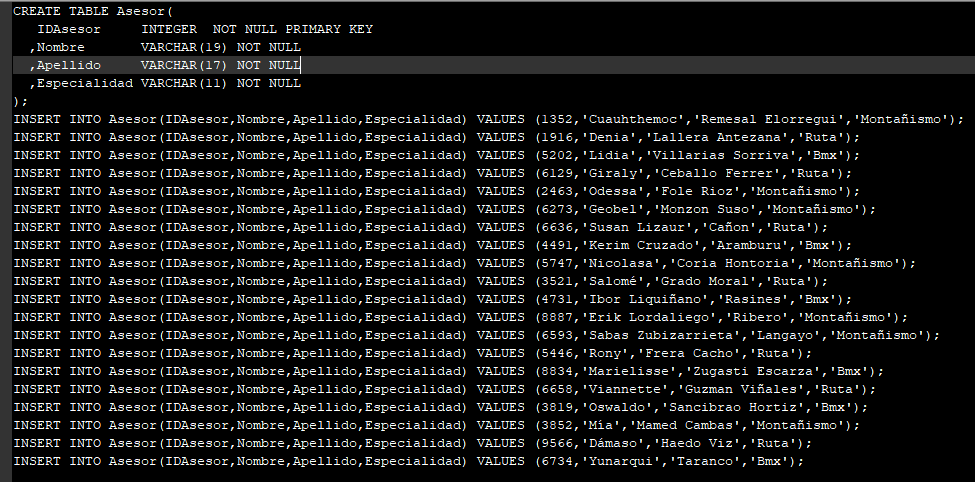 CREATE TABLE Asesor(
IDAsesor INTEGER NOT NULL PRIMARY KEY
,Nombre VARCHAR(19) NOT NULL
,Apellido VARCHAR(17) NOT NULL
,Especialidad VARCHAR(11) NOT NULL
);
INSERT INTO Asesor(IDAsesor,Nombre,Apellido,Especialidad) VALUES (1352,'Cuauhthemoc','Remesal Elorregui','Montañismo');
INSERT INTO Asesor(IDAsesor,Nombre,Apellido,Especialidad) VALUES (1916,'Denia','Lallera Antezana','Ruta');
INSERT INTO Asesor(IDAsesor,Nombre,Apellido,Especialidad) VALUES (5202,'Lidia','Villarias Sorriva','Bmx');
INSERT INTO Asesor(IDAsesor,Nombre,Apellido,Especialidad) VALUES (6129,'Giraly','Ceballo Ferrer','Ruta');
INSERT INTO Asesor(IDAsesor,Nombre,Apellido,Especialidad) VALUES (2463,'Odessa','Fole Rioz','Montañismo');
INSERT INTO Asesor(IDAsesor,Nombre,Apellido,Especialidad) VALUES (6273,'Geobel','Monzon Suso','Montañismo');
INSERT INTO Asesor(IDAsesor,Nombre,Apellido,Especialidad) VALUES (6636,'Susan Lizaur','Cañon','Ruta');
INSERT INTO Asesor(IDAsesor,Nombre,Apellido,Especialidad) VALUES (4491,'Kerim Cruzado','Aramburu','Bmx');
INSERT INTO Asesor(IDAsesor,Nombre,Apellido,Especialidad) VALUES (5747,'Nicolasa','Coria Hontoria','Montañismo');
INSERT INTO Asesor(IDAsesor,Nombre,Apellido,Especialidad) VALUES (3521,'Salomé','Grado Moral','Ruta');
INSERT INTO Asesor(IDAsesor,Nombre,Apellido,Especialidad) VALUES (4731,'Ibor Liquiñano','Rasines','Bmx');
INSERT INTO Asesor(IDAsesor,Nombre,Apellido,Especialidad) VALUES (8887,'Erik Lordaliego','Ribero','Montañismo');
INSERT INTO Asesor(IDAsesor,Nombre,Apellido,Especialidad) VALUES (6593,'Sabas Zubizarrieta','Langayo','Montañismo');
INSERT INTO Asesor(IDAsesor,Nombre,Apellido,Especialidad) VALUES (5446,'Rony','Frera Cacho','Ruta');
INSERT INTO Asesor(IDAsesor,Nombre,Apellido,Especialidad) VALUES (8834,'Marielisse','Zugasti Escarza','Bmx');
INSERT INTO Asesor(IDAsesor,Nombre,Apellido,Especialidad) VALUES (6658,'Viannette','Guzman Viñales','Ruta');
INSERT INTO Asesor(IDAsesor,Nombre,Apellido,Especialidad) VALUES (3819,'Oswaldo','Sancibrao Hortiz','Bmx');
INSERT INTO Asesor(IDAsesor,Nombre,Apellido,Especialidad) VALUES (3852,'Mía','Mamed Cambas','Montañismo');
INSERT INTO Asesor(IDAsesor,Nombre,Apellido,Especialidad) VALUES (9566,'Dámaso','Haedo Viz','Ruta');
INSERT INTO Asesor(IDAsesor,Nombre,Apellido,Especialidad) VALUES (6734,'Yunarqui','Taranco','Bmx');